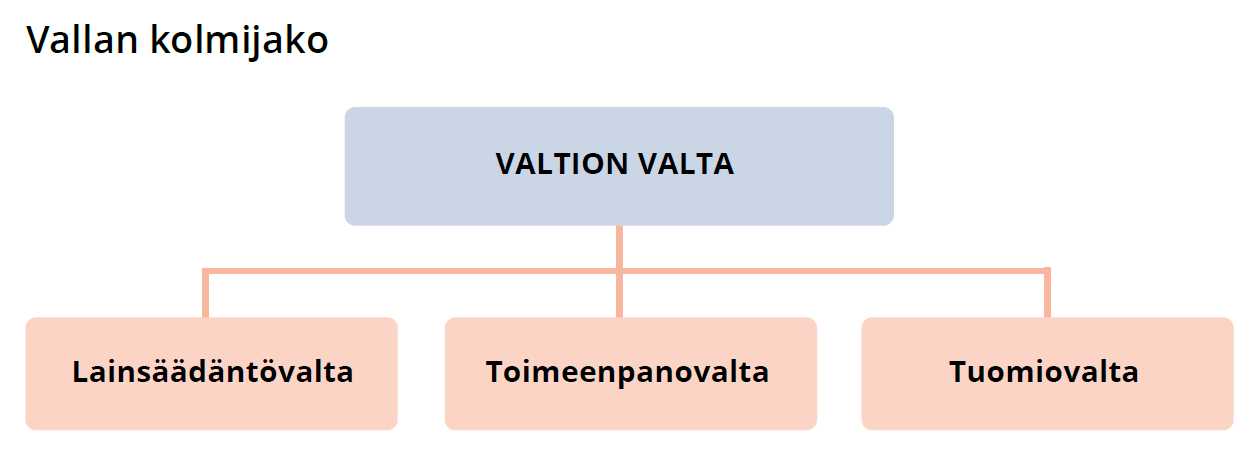 Vallan kolmijako
VALTION VALTA
Lainsäädäntövalta
Toimeenpanovalta
Tuomiovalta